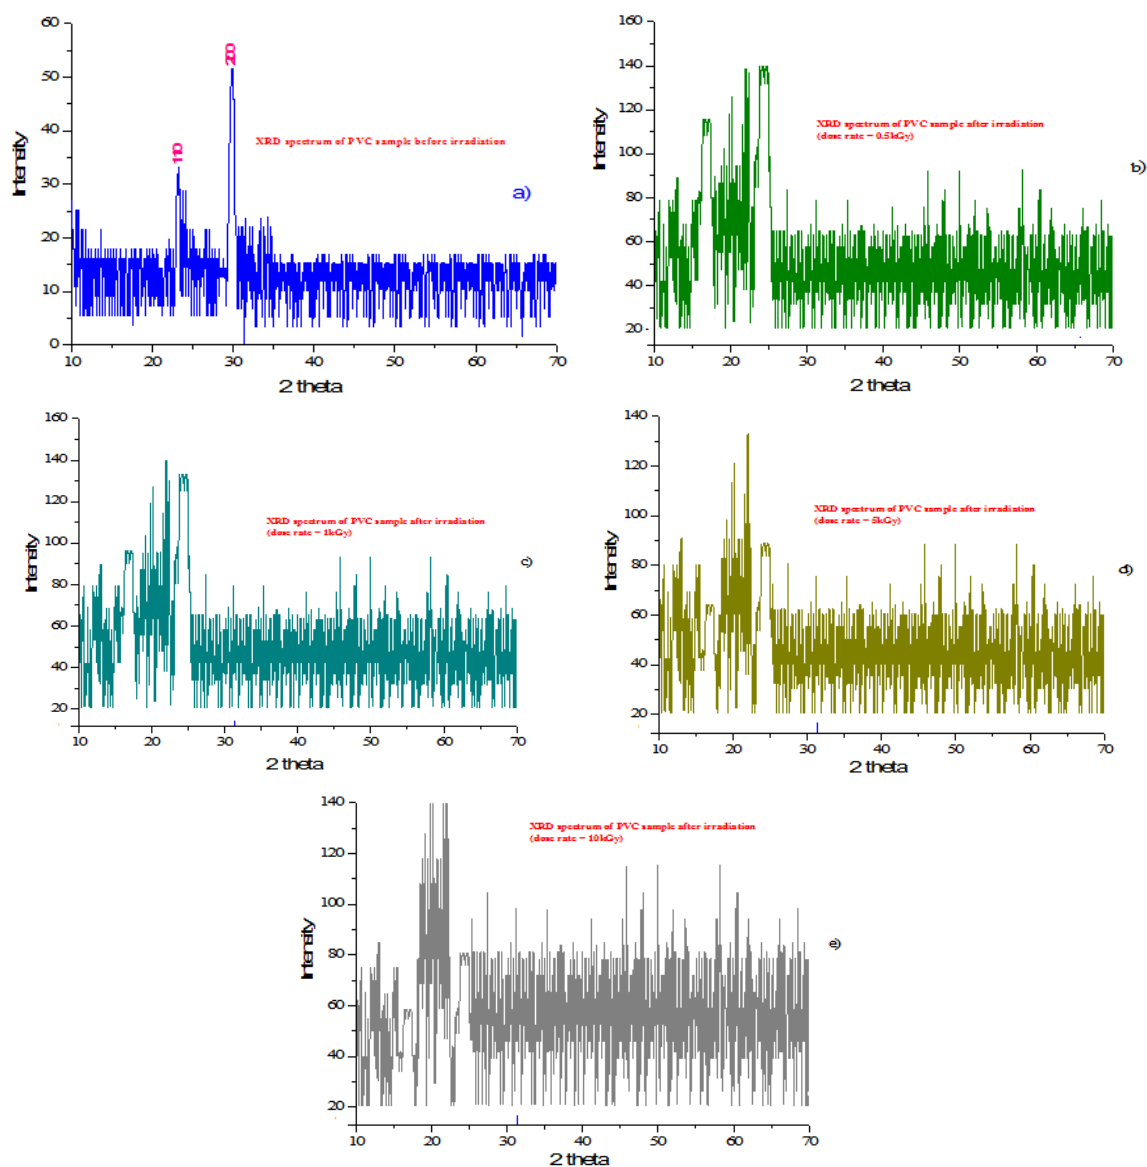 60
50
40
30
20
10
0
Intensity
110
200
XRD spectrum of PVC sample before irradiation
a)
10 20 30 40 50 60 70
2 theta
160
140
120
100
80
60
40
20
Intensity
XRD spectrum of PVC sample after irradiation
(dose rate = 0.5kGy)
b)
10 20 30 40 50 60 70
2 theta
160
140
120
100
80
60
40
20
Intensity
XRD spectrum of PVC sample after irradiation
(dose rate = 1kGy)
c)
10 20 30 40 50 60 70
2 theta
140
120
100
80
60
40
20
Intensity
XRD spectrum of PVC sample after irradiation
(dose rate = 5kGy)
d)
10 20 30 40 50 60 70
2 theta
140
120
100
80
60
40
20
Intensity
XRD spectrum of PVC sample after irradiation
(dose rate = 10kGy)
e)
10 20 30 40 50 60 70
2 theta